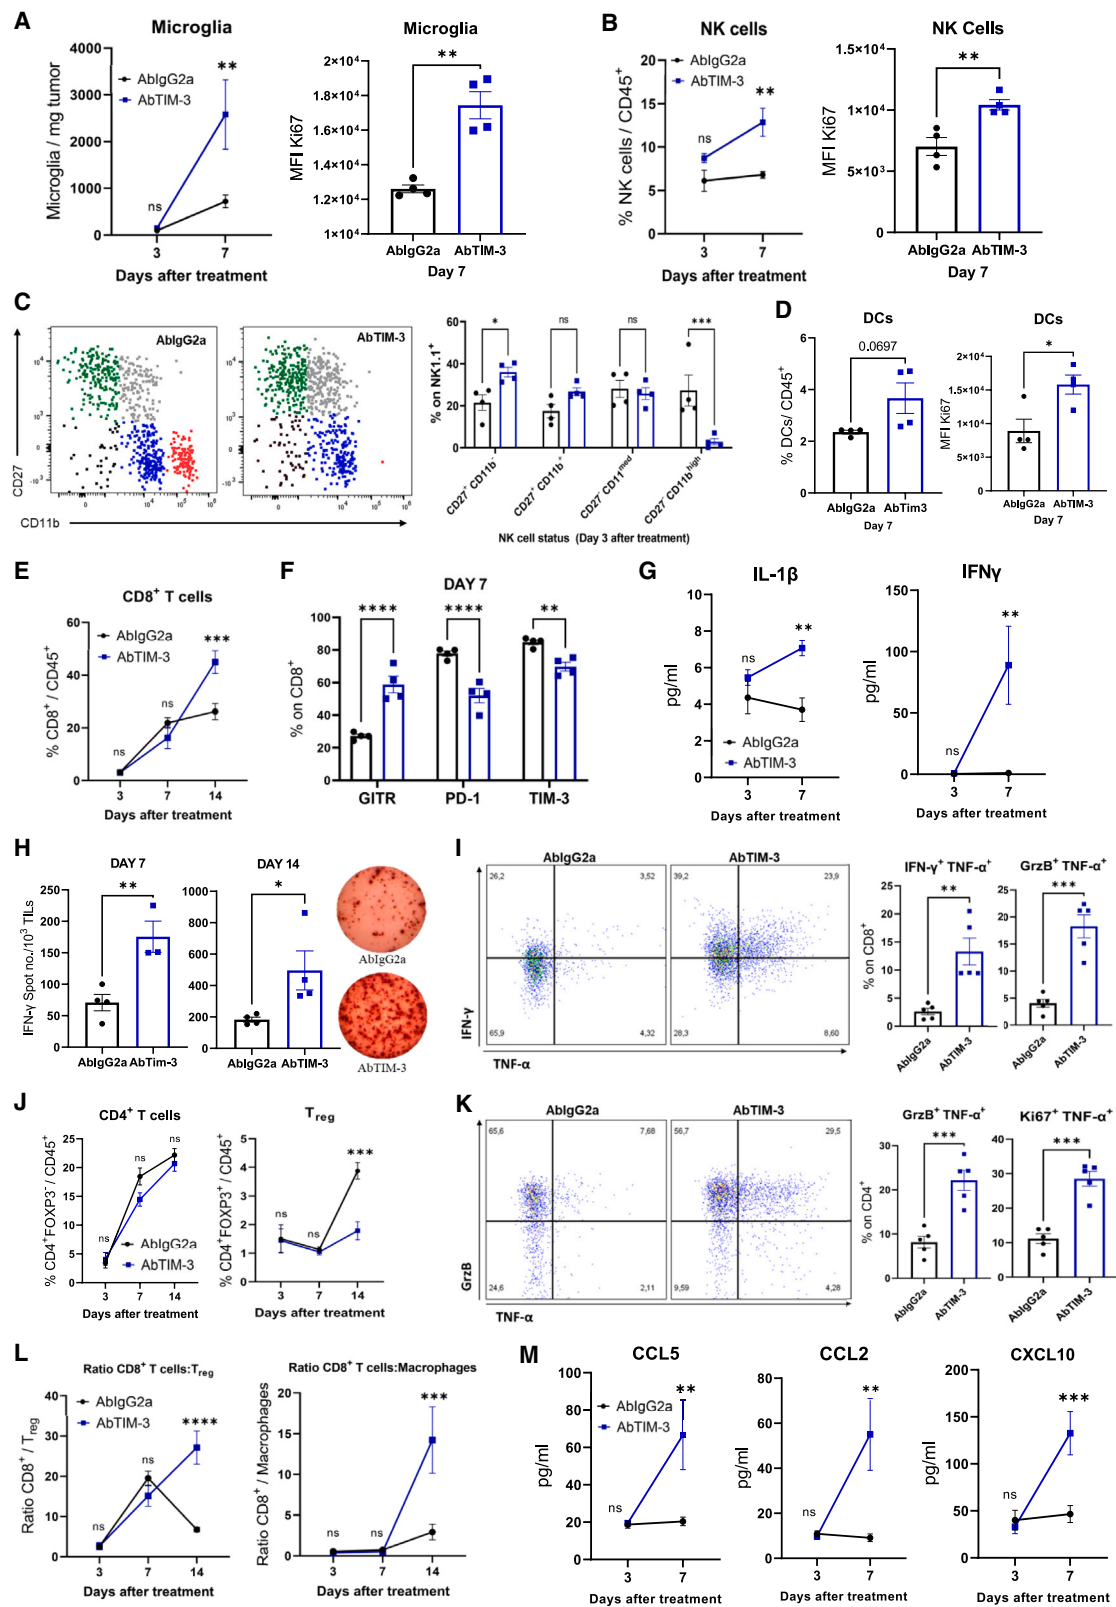 A
Microglia
Microglia / mg tumor
4000
3000
2000
1000
0
AbIgG2a
AbTIM-3
ns
**
3
7
Days after treatment
Microglia
MFI Ki67
2×10⁴
1.8×10⁴
1.6×10⁴
1.4×10⁴
1.2×10⁴
1×10⁴
**
AbIgG2a AbTIM-3
Day 7
B
NK cells
% NK cells / CD45⁺
20
15
10
5
0
AbIgG2a
AbTIM-3
ns
**
3
7
Days after treatment
NK Cells
MFI Ki67
1.5×10⁴
1×10⁴
5×10³
0
**
AbIgG2a AbTIM-3
Day 7
C
AbIgG2a
AbTIM-3
CD27
CD11b
10⁴
10³
0
-10³
0
10⁴
10⁵
10⁶
10⁴
10³
0
-10³
0
10⁴
10⁵
10⁶
% on NK1.1⁺
60
40
20
0
*
ns
ns
***
CD27⁺ CD11b⁻
CD27⁺ CD11b⁺
CD27⁻ CD11ᵐᵉᵈ
CD27⁻ CD11bʰⁱᵍʰ
NK cell status (Day 3 after treatment)
D
DCs
% DCs/ CD45⁺
6
4
2
0
0.0697
AbIgG2a AbTim3
Day 7
DCs
MFI Ki67
2×10⁴
1.5×10⁴
1×10⁴
5×10³
0
*
AbIgG2a AbTIM-3
Day 7
E
CD8⁺ T cells
% CD8⁺ / CD45⁺
60
40
20
0
AbIgG2a
AbTIM-3
ns
ns
***
3
7
14
Days after treatment
F
DAY 7
% on CD8⁺
100
80
60
40
20
0
****
****
**
GITR
PD-1
TIM-3
G
IL-1β
pg/ml
10
8
6
4
2
0
ns
**
AbIgG2a
AbTIM-3
3
7
Days after treatment
IFNγ
pg/ml
150
100
50
0
ns
**
3
7
Days after treatment
H
DAY 7
IFN-γ Spot no./10³ TILs
250
200
150
100
50
0
**
AbIgG2a AbTim-3
DAY 14
1000
800
600
400
200
0
*
AbIgG2a AbTIM-3
AbIgG2a
AbTIM-3
I
AbIgG2a
AbTIM-3
26,2
3,52
65,9
4,32
39,2
23,9
28,3
8,60
IFN-γ
TNF-α
IFN-γ⁺ TNF-α⁺
% on CD8⁺
25
20
15
10
5
0
**
AbIgG2a
AbTIM-3
GrzB⁺ TNF-α⁺
25
20
15
10
5
0
***
AbIgG2a
AbTIM-3
J
CD4⁺ T cells
% CD4⁺FOXP3⁻/ CD45⁺
25
20
15
10
5
0
ns
ns
ns
AbIgG2a
AbTIM-3
3
7
14
Days after treatment
Treg
% CD4⁺FOXP3⁺ / CD45⁺
5
4
3
2
1
0
ns
ns
***
3
7
14
Days after treatment
K
AbIgG2a
AbTIM-3
65,6
7,68
24,6
2,11
56,7
29,5
9,59
4,28
GrzB
TNF-α
GrzB⁺ TNF-α⁺
% on CD4⁺
30
20
10
0
***
AbIgG2a
AbTIM-3
Ki67⁺ TNF-α⁺
40
30
20
10
0
***
AbIgG2a
AbTIM-3
L
Ratio CD8⁺ T cells:Treg
Ratio CD8⁺ / Treg
40
30
20
10
0
AbIgG2a
AbTIM-3
ns
ns
****
3
7
14
Days after treatment
Ratio CD8⁺ T cells:Macrophages
Ratio CD8⁺ / Macrophages
20
15
10
5
0
ns
ns
***
3
7
14
Days after treatment
M
CCL5
pg/ml
100
80
60
40
20
0
AbIgG2a
AbTIM-3
ns
**
3
7
Days after treatment
CCL2
pg/ml
80
60
40
20
0
ns
**
3
7
Days after treatment
CXCL10
pg/ml
200
150
100
50
0
ns
***
3
7
Days after treatment